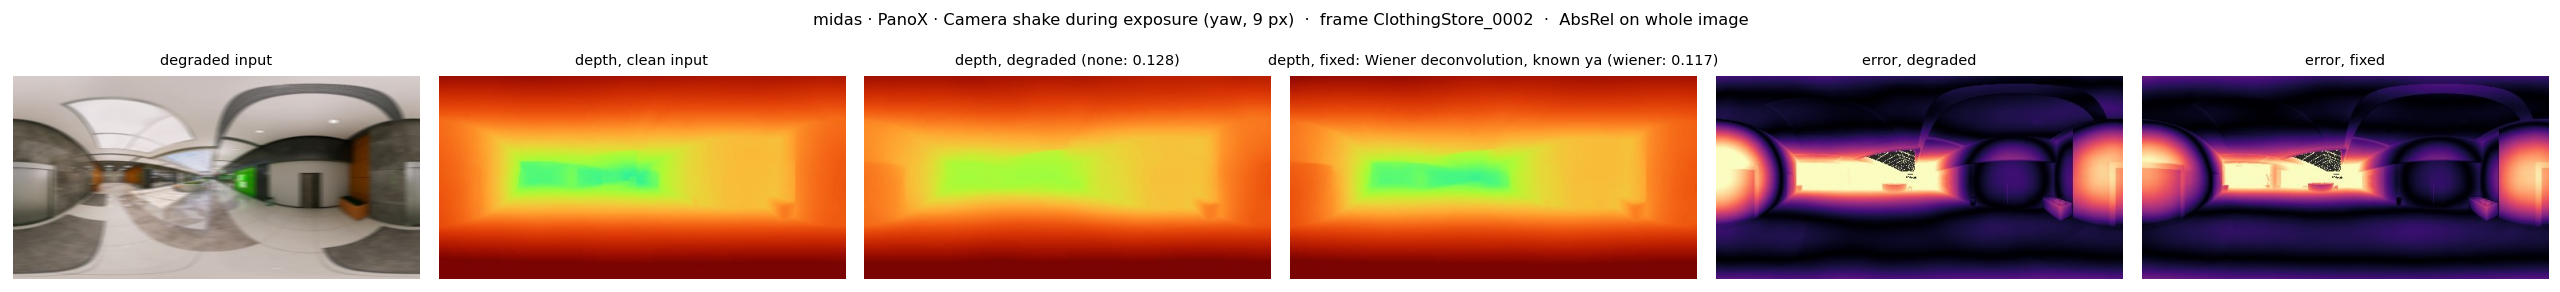 midas · PanoX · Camera shake during exposure (yaw, 9 px) · frame ClothingStore_0002 · AbsRel on whole image
degraded input
depth, clean input
depth, degraded (none: 0.128)
depth, fixed: Wiener deconvolution, known ya (wiener: 0.117)
error, degraded
error, fixed